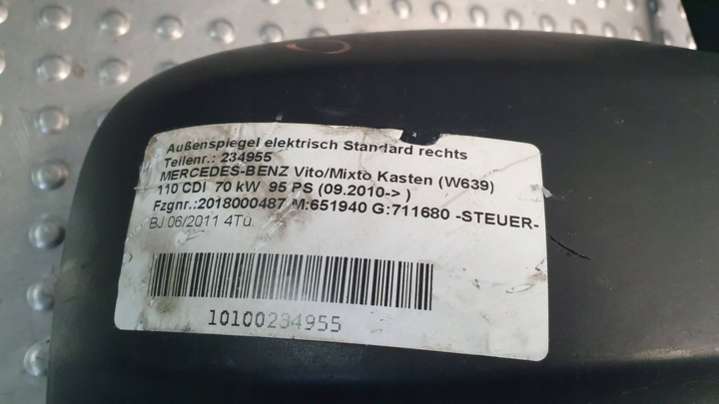 Außenspiegel elektrisch Standard rechts
Teilenr.: 234955
MERCEDES-BENZ Vito/Mixto Kasten (W639)
110 CDI 70 kW 95 PS (09.2010-> )
Fzgnr.:2018000487 M:651940 G:711680 -STEUER-
BJ.06/2011 4Tü.
10100234955